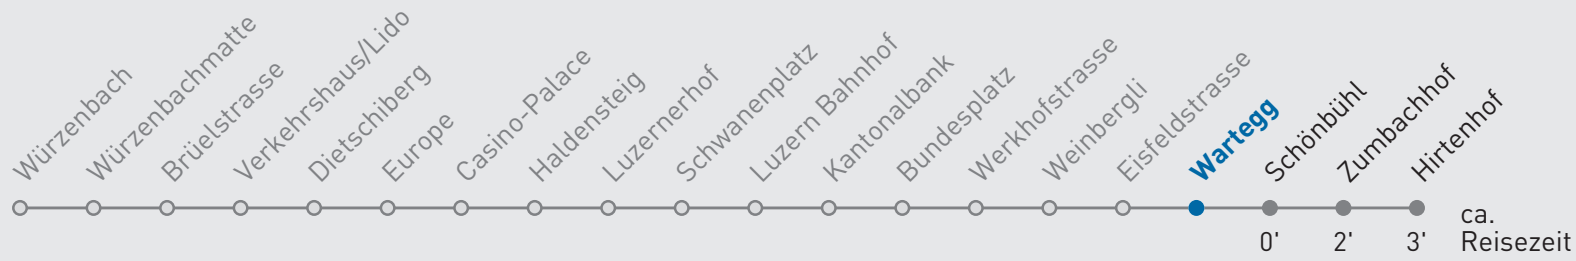 Würzenbach
Würzenbachmatte
Brüelstrasse
Verkehrshaus/Lido
Dietschiberg
Europe
Casino-Palace
Haldensteig
Luzernerhof
Schwanenplatz
Luzern Bahnhof
Kantonalbank
Bundesplatz
Werkhofstrasse
Weinbergli
Eisfeldstrasse
Wartegg
Schönbühl
Zumbachhof
Hirtenhof
0' 2' 3'
ca.
Reisezeit